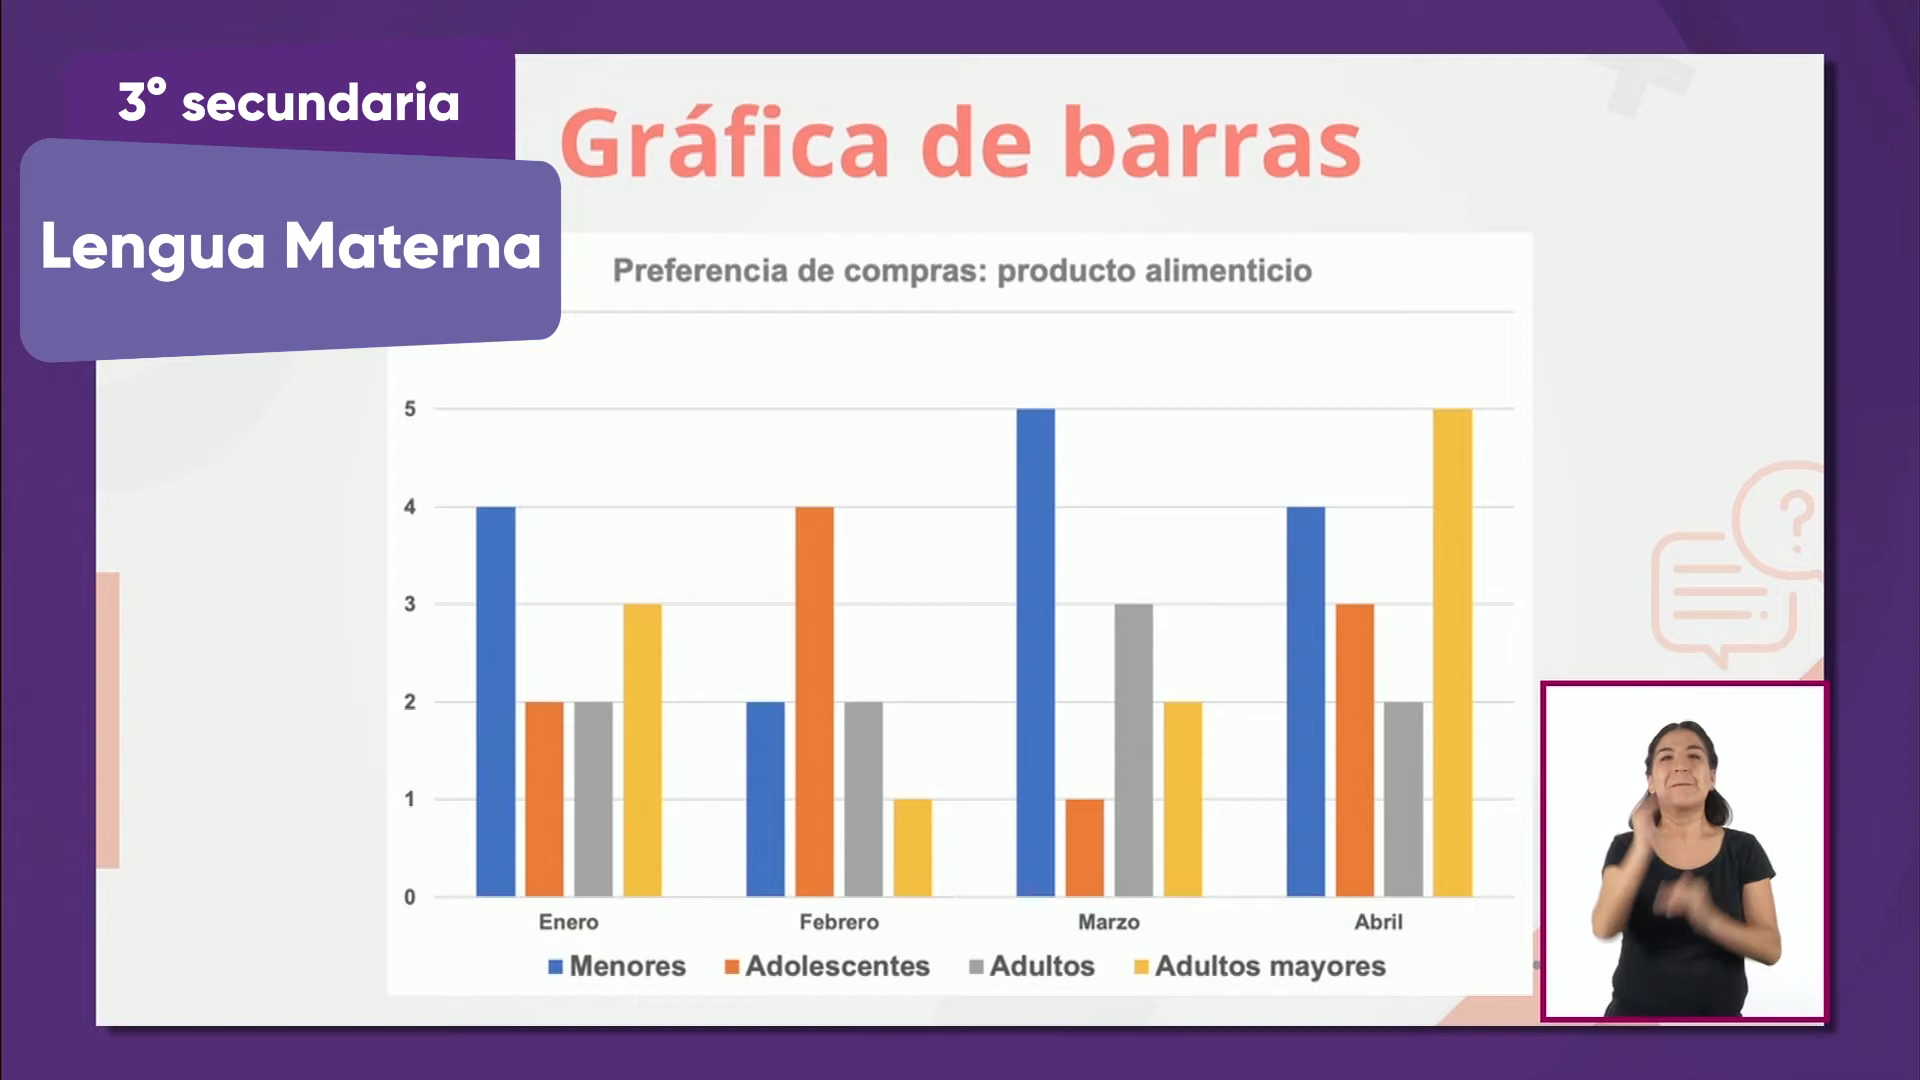 3° secundaria
Lengua Materna
Gráfica de barras
Preferencia de compras: producto alimenticio
5
4
3
2
1
0
Enero Febrero Marzo Abril
Menores Adolescentes Adultos Adultos mayores
?